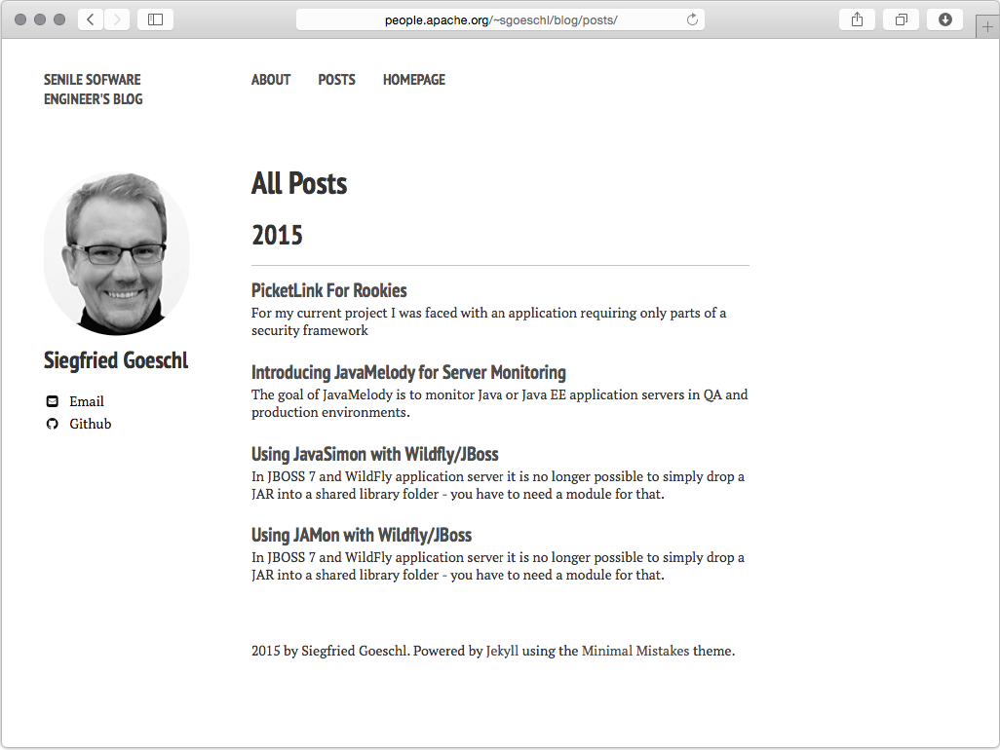 people.apache.org/~sgoeschl/blog/posts/
SENILE SOFWARE
ENGINEER'S BLOG
ABOUT POSTS HOMEPAGE
All Posts
2015
Siegfried Goeschl
Email
Github
PicketLink For Rookies
For my current project I was faced with an application requiring only parts of a
security framework
Introducing JavaMelody for Server Monitoring
The goal of JavaMelody is to monitor Java or Java EE application servers in QA and
production environments.
Using JavaSimon with Wildfly/JBoss
In JBOSS 7 and WildFly application server it is no longer possible to simply drop a
JAR into a shared library folder - you have to need a module for that.
Using JAMon with Wildfly/JBoss
In JBOSS 7 and WildFly application server it is no longer possible to simply drop a
JAR into a shared library folder - you have to need a module for that.
2015 by Siegfried Goeschl. Powered by Jekyll using the Minimal Mistakes theme.